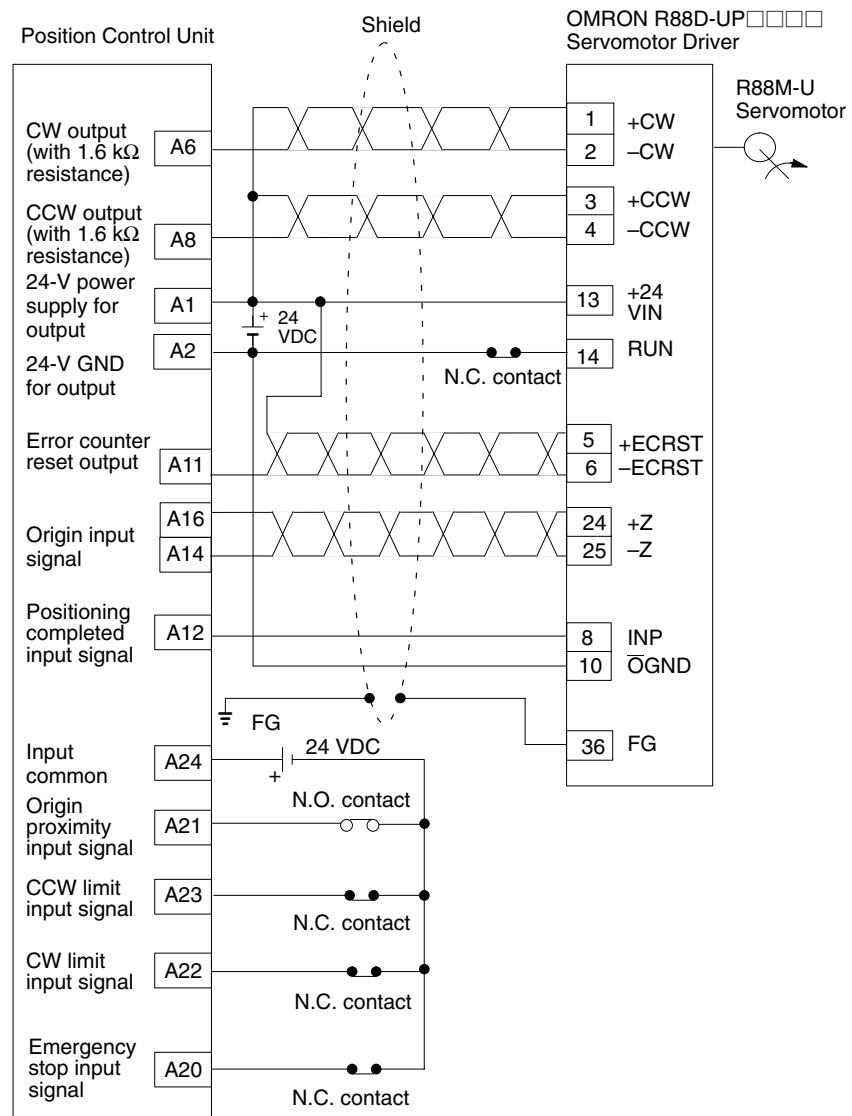 Position Control Unit
Shield
OMRON R88D-UP□□□□
Servomotor Driver
R88M-U
Servomotor
CW output
(with 1.6 kΩ
resistance)
A6
1
+CW
2
–CW
CCW output
(with 1.6 kΩ
resistance)
A8
3
+CCW
4
–CCW
24-V power
supply for
output
A1
+ 24
VDC
13
+24
VIN
24-V GND
for output
A2
N.C. contact
14
RUN
Error counter
reset output
A11
5
+ECRST
6
–ECRST
Origin input
signal
A16
A14
24
+Z
25
–Z
Positioning
completed
input signal
A12
8
INP
10
O̅GND
FG
36
FG
Input
common
A24
24 VDC
+
Origin
proximity
input signal
A21
N.O. contact
CCW limit
input signal
A23
N.C. contact
CW limit
input signal
A22
N.C. contact
Emergency
stop input
signal
A20
N.C. contact